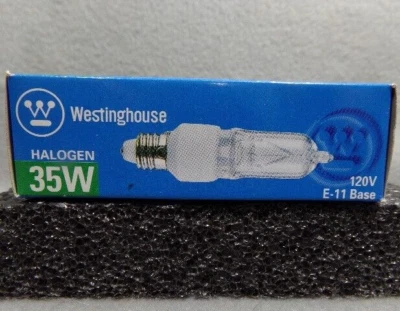 Westinghouse
HALOGEN
35W
120V
E-11 Base